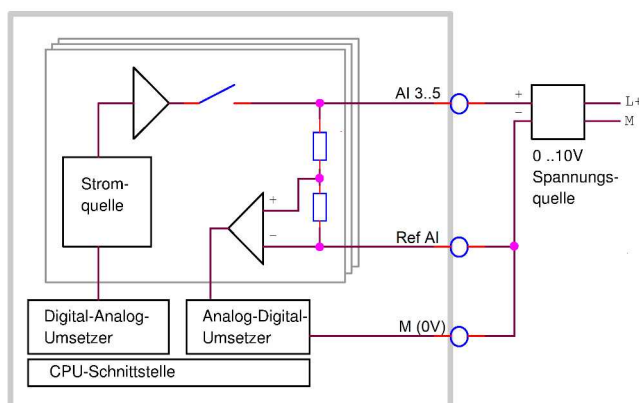 AI 3..5
+
−
L+
M
0 ..10V
Spannungs-
quelle
Strom-
quelle
+
−
Ref AI
Digital-Analog-
Umsetzer
Analog-Digital-
Umsetzer
M (0V)
CPU-Schnittstelle